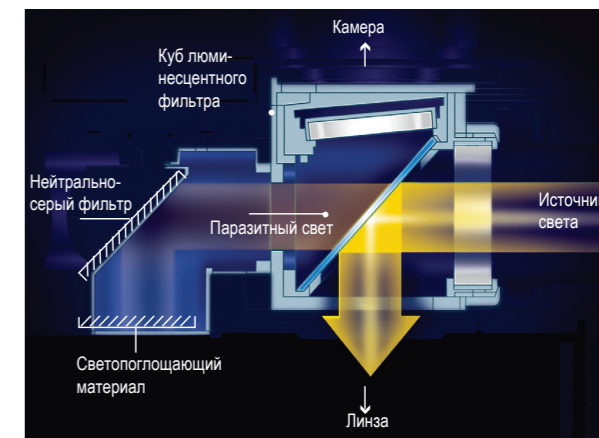 Камера
Куб люми-
несцентного
фильтра
Нейтрально-
серый фильтр
Паразитный свет
Источни
света
Светопоглощающий
материал
Линза